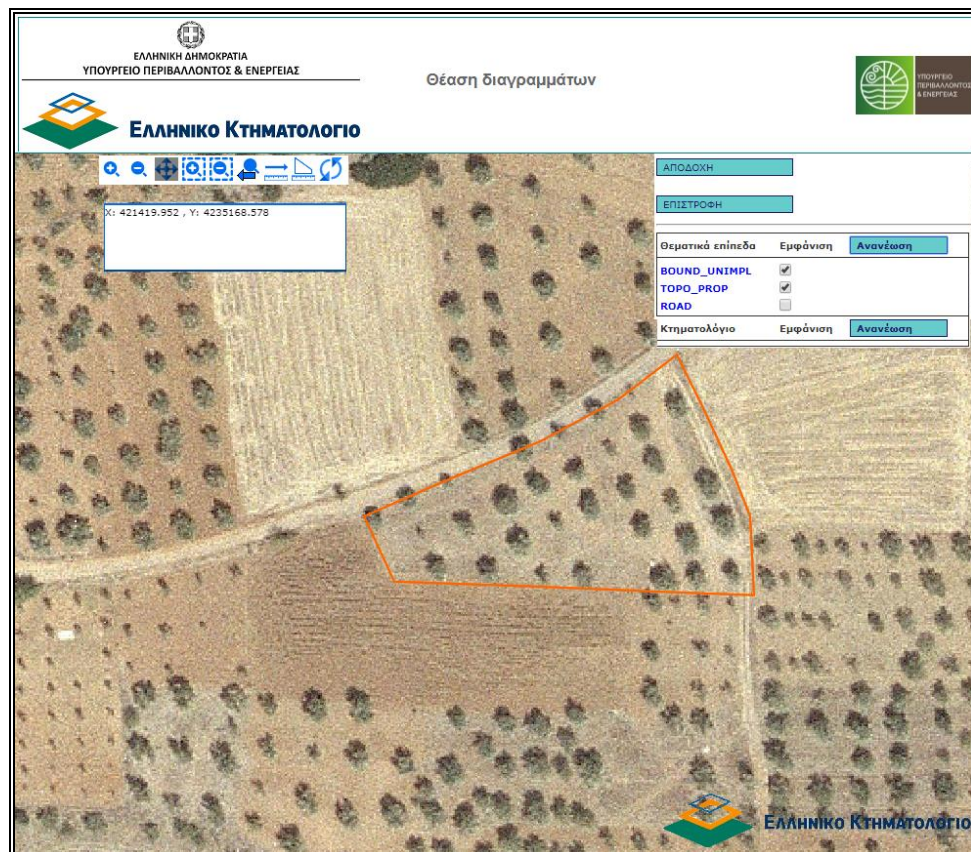 ΕΛΛΗΝΙΚΗ ΔΗΜΟΚΡΑΤΙΑ
ΥΠΟΥΡΓΕΙΟ ΠΕΡΙΒΑΛΛΟΝΤΟΣ & ΕΝΕΡΓΕΙΑΣ
ΕΛΛΗΝΙΚΟ ΚΤΗΜΑΤΟΛΟΓΙΟ
Θέαση διαγραμμάτων
ΥΠΟΥΡΓΕΙΟ
ΠΕΡΙΒΑΛΛΟΝΤΟΣ
& ΕΝΕΡΓΕΙΑΣ
X: 421419.952 , Y: 4235168.578
ΑΠΟΔΟΧΗ
ΕΠΙΣΤΡΟΦΗ
Θεματικά επίπεδα Εμφάνιση Ανανέωση
BOUND_UNIMPL
TOPO_PROP
ROAD
Κτηματολόγιο Εμφάνιση Ανανέωση
ΕΛΛΗΝΙΚΟ ΚΤΗΜΑΤΟΛΟΓΙΟ